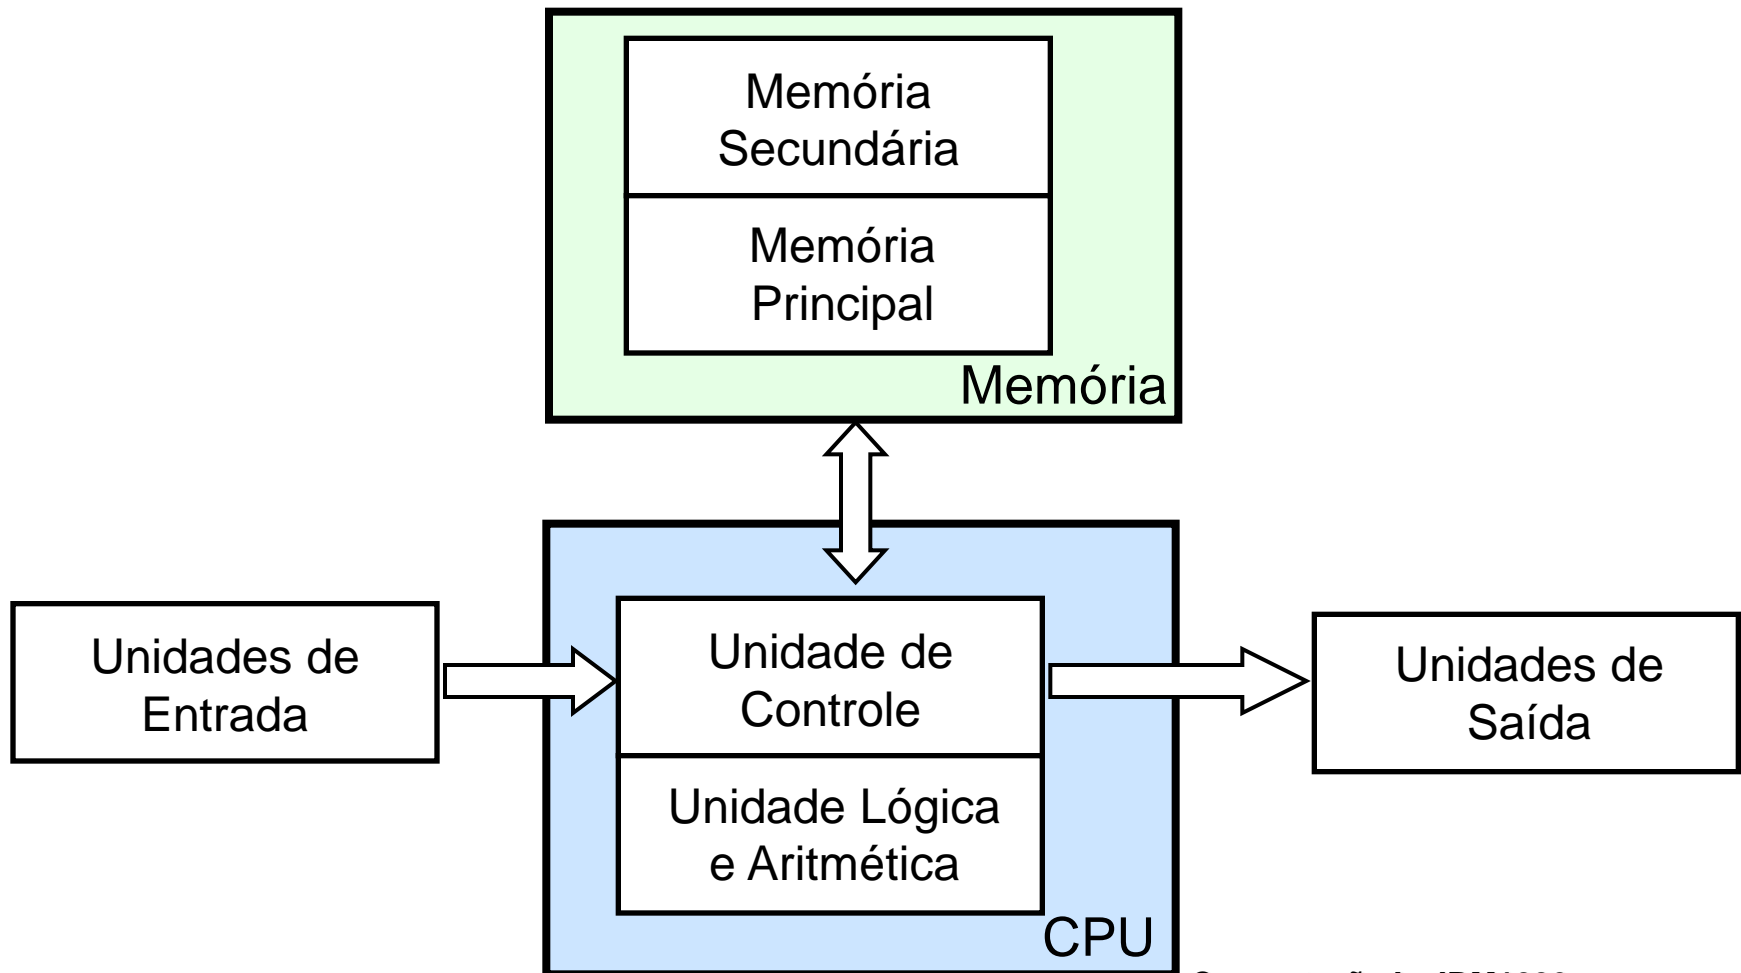 Memória
Secundária
Memória
Principal
Memória
Unidades de
Entrada
Unidade de
Controle
Unidade Lógica
e Aritmética
CPU
Unidades de
Saída